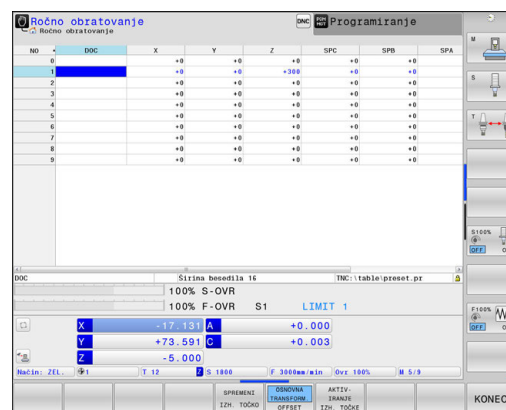 Ročno obratovanje DNC Programiranje
Ročno obratovanje
NO DOC X Y Z SPC SPB SPA
0 +0 +0 +0 +0 +0
1 +0 +0 +300 +0 +0
2 +0 +0 +0 +0 +0
3 +0 +0 +0 +0 +0
4 +0 +0 +0 +0 +0
5 +0 +0 +0 +0 +0
6 +0 +0 +0 +0 +0
7 +0 +0 +0 +0 +0
8 +0 +0 +0 +0 +0
9 +0 +0 +0 +0 +0
DOC Širina besedila 16 TNC:\table\preset.pr
100% S-OVR
100% F-OVR S1 LIMIT 1
X -17.131 A +0.000
Y +73.591 C +0.003
Z -5.000
Način: ŽEL. 1 T 12 Z S 1800 F 3000mm/min Ovr 100% M 5/9
SPREMENI IZH. TOČKO
OSNOVNA TRANSFORM OFFSET
AKTIV- IRANJE IZH. TOČKE
KONEC
M
S
T
S100%
OFF
F100%
OFF